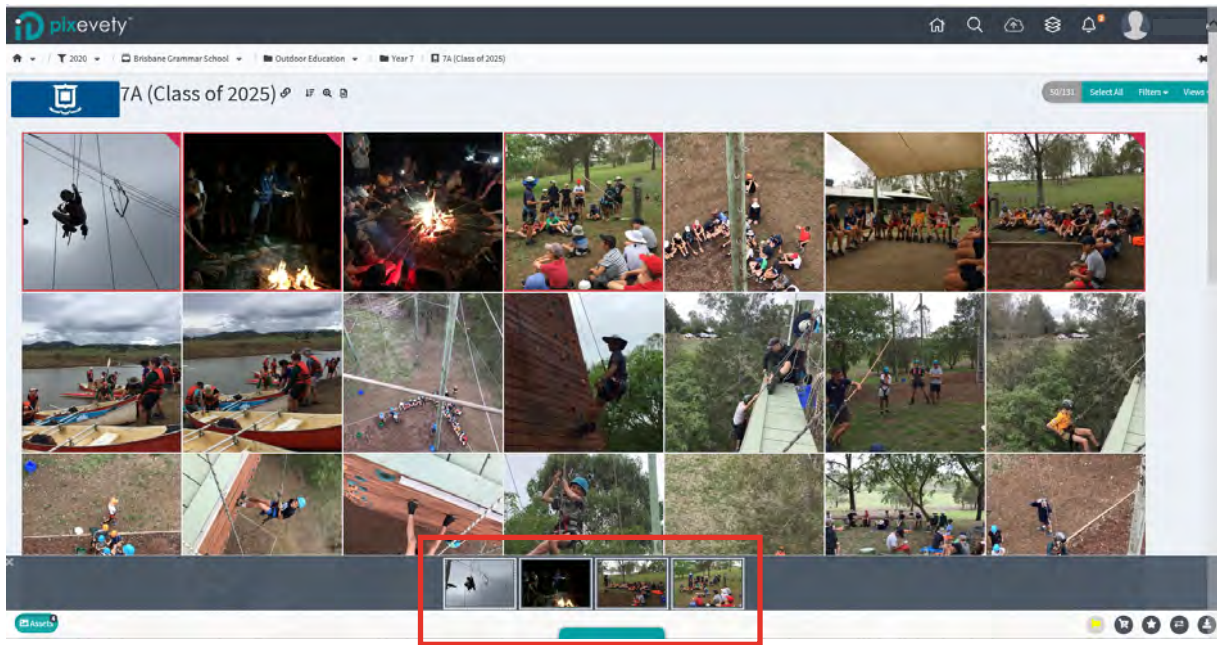 pixevety
2020 Brisbane Grammar School Outdoor Education Year 7 7A (Class of 2025)
7A (Class of 2025)
50/131 Select All Filters Views
Assets